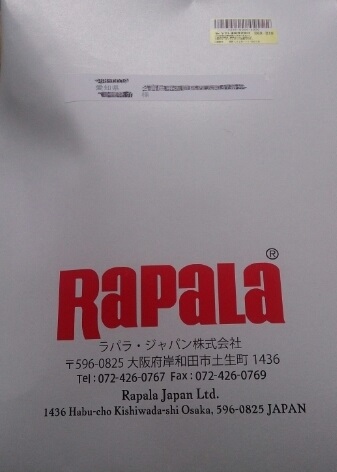 愛知県
様
RAPALA®
ラパラ・ジャパン株式会社
〒596-0825 大阪府岸和田市土生町 1436
Tel : 072-426-0767 Fax : 072-426-0769
Rapala Japan Ltd.
1436 Habu-cho Kishiwada-shi Osaka, 596-0825 JAPAN